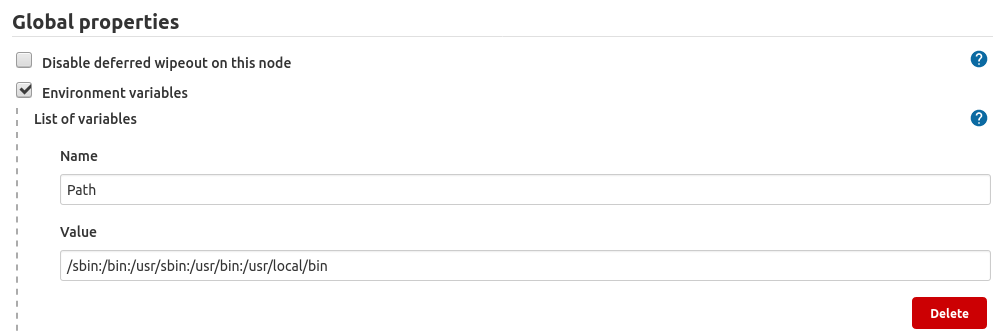 Global properties
Disable deferred wipeout on this node
?
Environment variables
List of variables
?
Name
Path
Value
/sbin:/bin:/usr/sbin:/usr/bin:/usr/local/bin
Delete